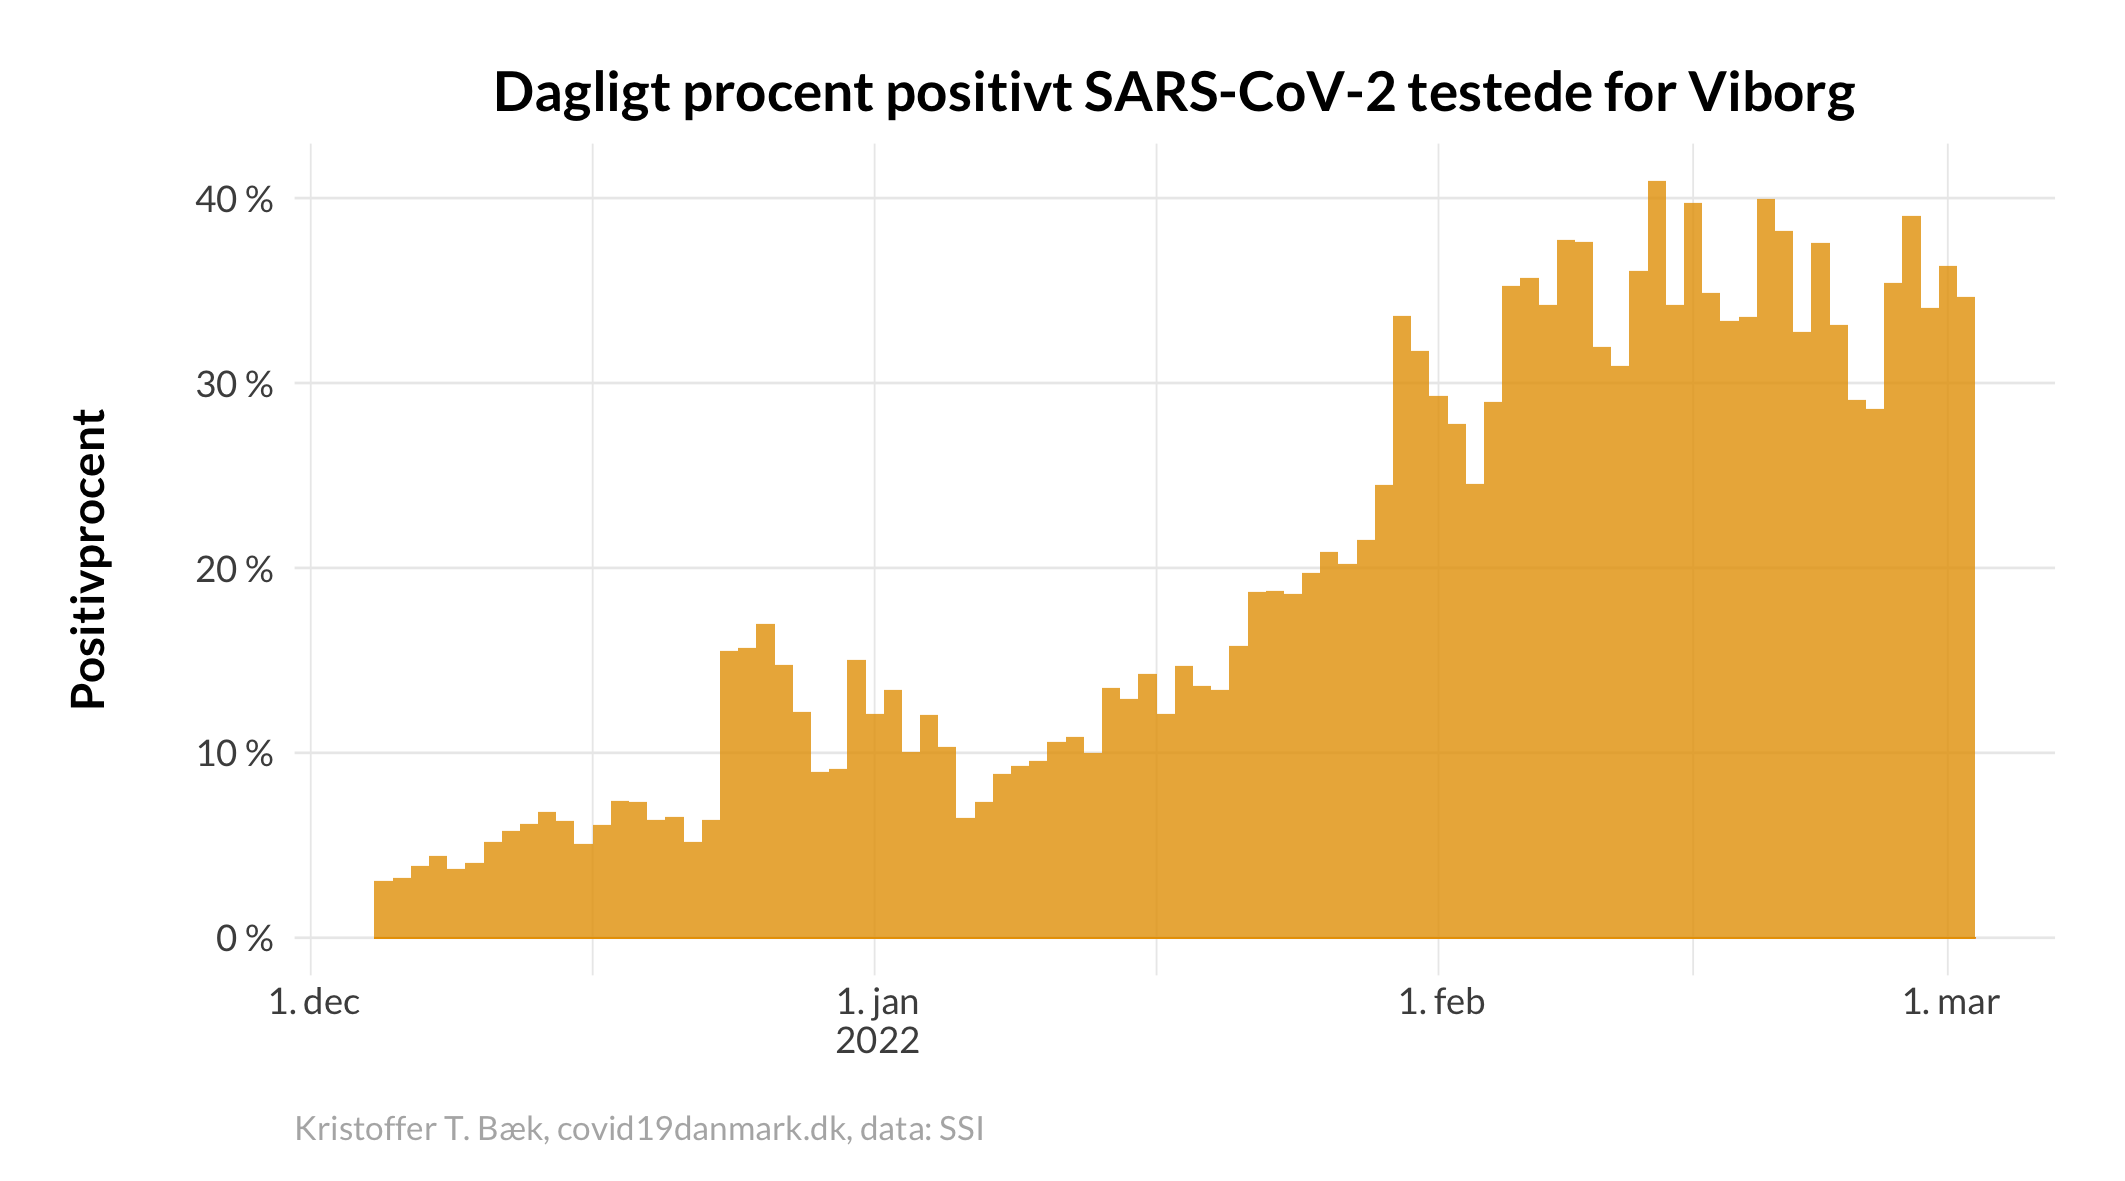 Dagligt procent positivt SARS-CoV-2 testede for Viborg
Positivprocent
40 %
30 %
20 %
10 %
0 %
1. dec
1. jan
2022
1. feb
1. mar
Kristoffer T. Bæk, covid19danmark.dk, data: SSI